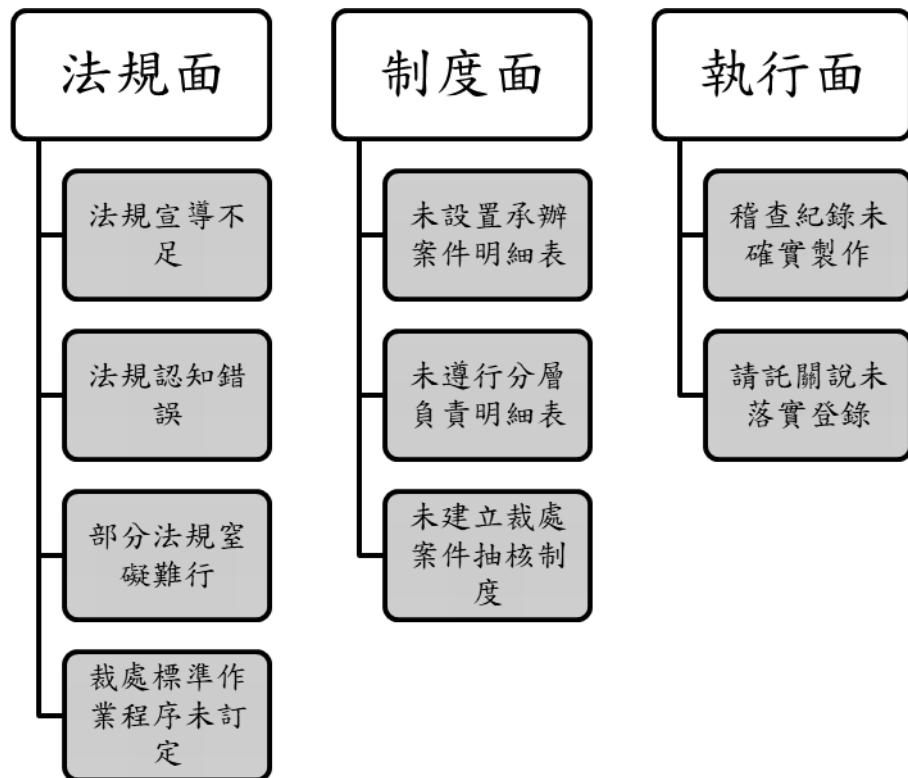 法規面
法規宣導不
足
法規認知錯
誤
部分法規窒
礙難行
裁處標準作
業程序未訂
定
制度面
未設置承辦
案件明細表
未遵行分層
負責明細表
未建立裁處
案件抽核制
度
執行面
稽查紀錄未
確實製作
請託關說未
落實登錄